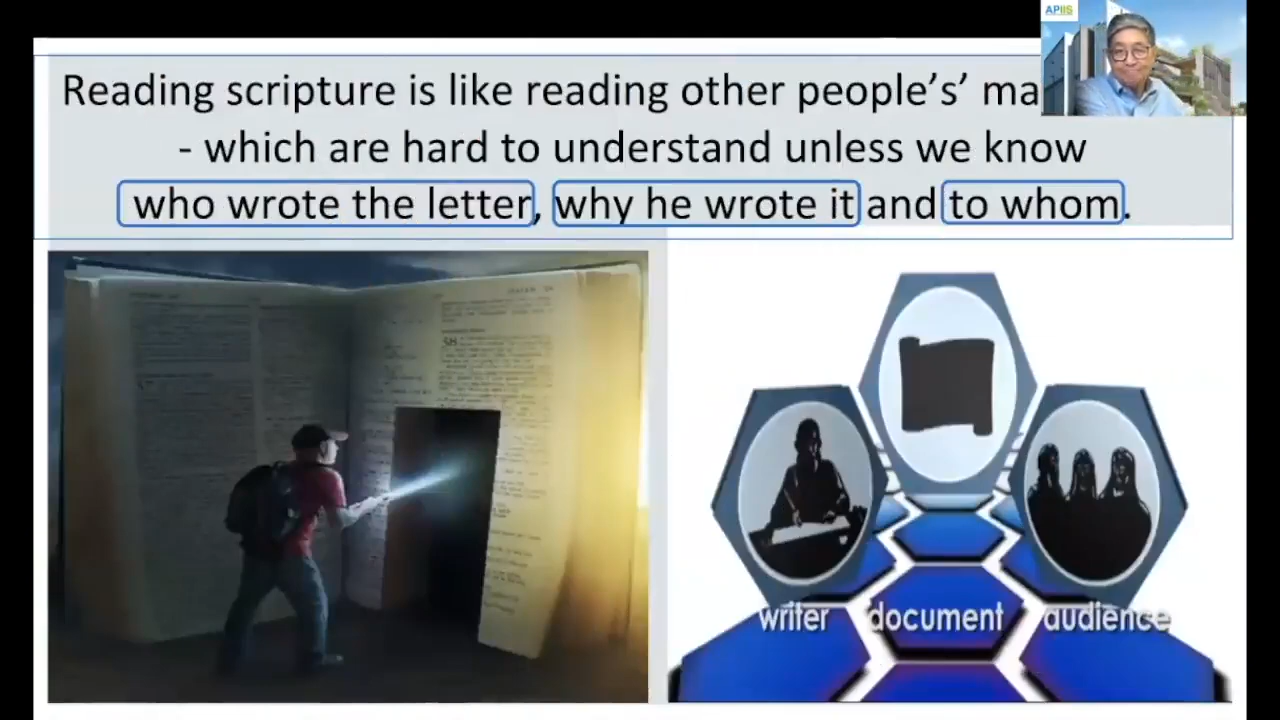 APIIS
Reading scripture is like reading other people’s’ ma
- which are hard to understand unless we know
who wrote the letter, why he wrote it and to whom.
writer document audience